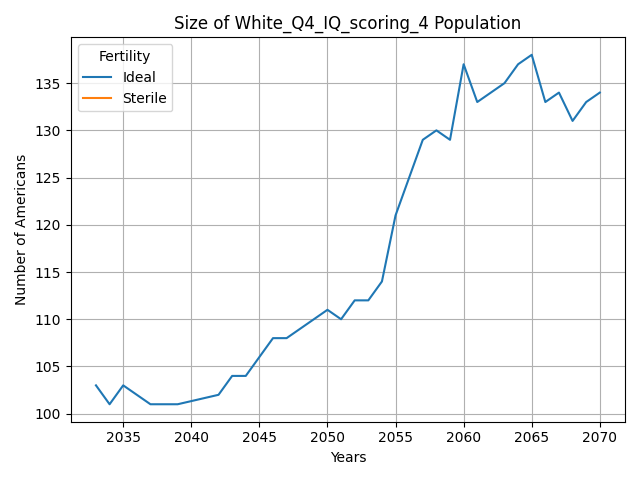 Size of White_Q4_IQ_scoring_4 Population
Fertility
Ideal
Sterile
Number of Americans
135
130
125
120
115
110
105
100
2035 2040 2045 2050 2055 2060 2065 2070
Years